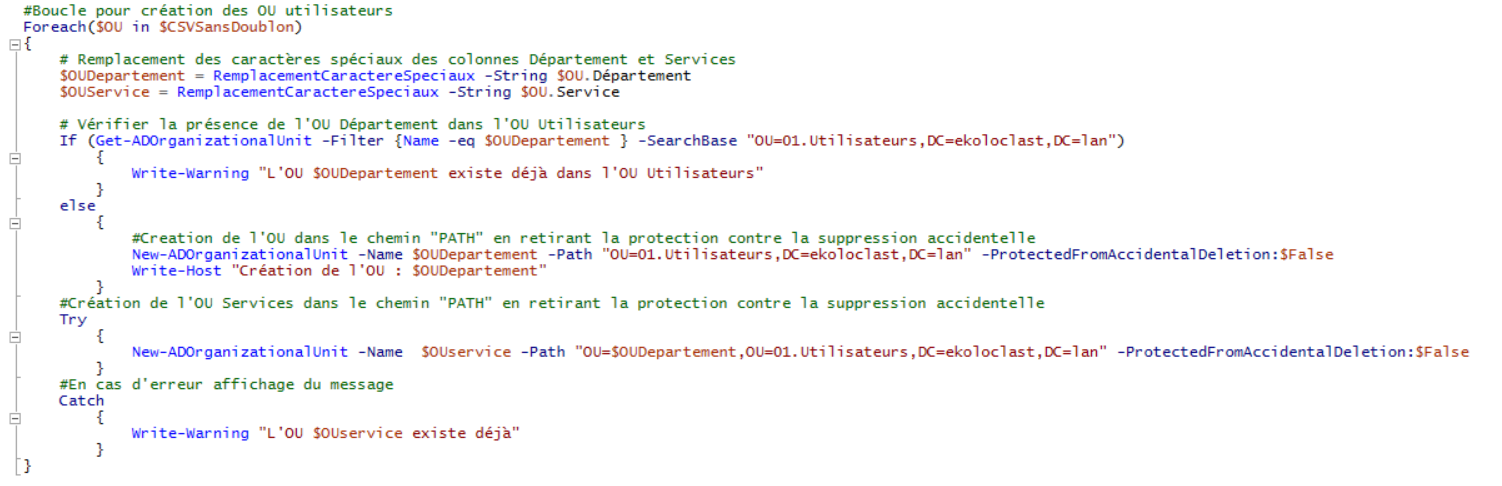 #Boucle pour création des OU utilisateurs
Foreach($OU in $CSVSansDoublon)
{
# Remplacement des caractères spéciaux des colonnes Département et Services
$OUDepartement = RemplacementCaractereSpeciaux -String $OU.Département
$OUService = RemplacementCaractereSpeciaux -String $OU.Service
# Vérifier la présence de l'OU Département dans l'OU Utilisateurs
If (Get-ADOrganizationalUnit -Filter {Name -eq $OUDepartement } -SearchBase "OU=01.Utilisateurs,DC=ekoloclast,DC=lan")
{
Write-Warning "L'OU $OUDepartement existe déjà dans l'OU Utilisateurs"
}
else
{
#Creation de l'OU dans le chemin "PATH" en retirant la protection contre la suppression accidentelle
New-ADOrganizationalUnit -Name $OUDepartement -Path "OU=01.Utilisateurs,DC=ekoloclast,DC=lan" -ProtectedFromAccidentalDeletion:$False
Write-Host "Création de l'OU : $OUDepartement"
}
#Création de l'OU Services dans le chemin "PATH" en retirant la protection contre la suppression accidentelle
Try
{
New-ADOrganizationalUnit -Name  $OUservice -Path "OU=$OUDepartement,OU=01.Utilisateurs,DC=ekoloclast,DC=lan" -ProtectedFromAccidentalDeletion:$False
}
#En cas d'erreur affichage du message
Catch
{
Write-Warning "L'OU $OUservice existe déjà"
}
}